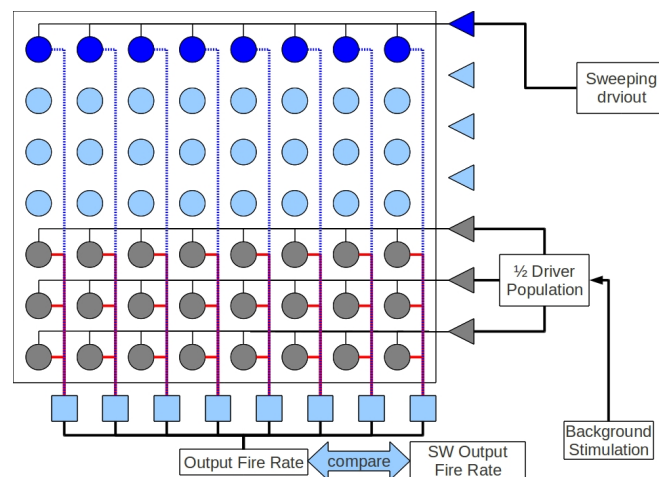 Sweeping
drviout
½ Driver
Population
Background
Stimulation
Output Fire Rate
compare
SW Output
Fire Rate